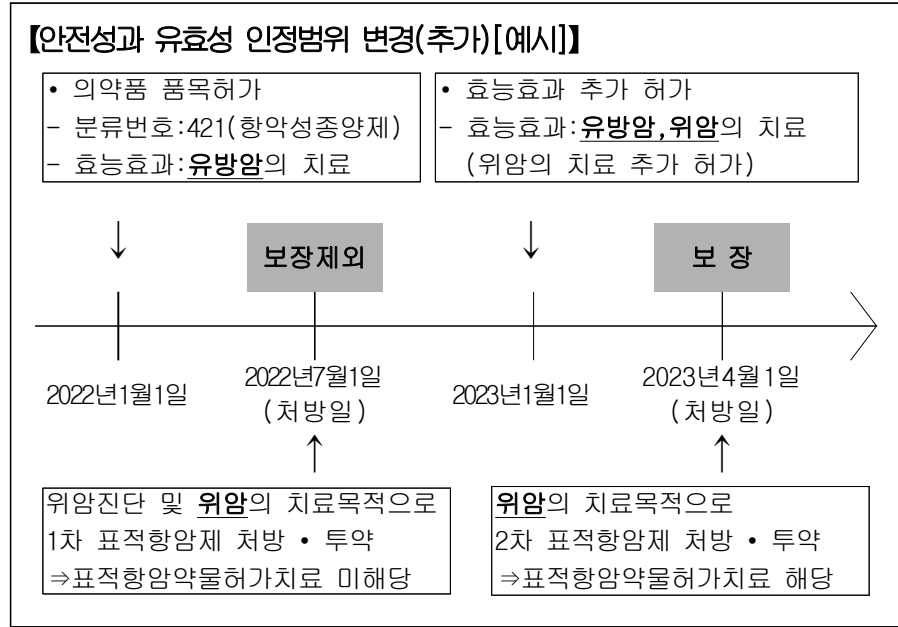 【안전성과 유효성 인정범위 변경(추가)[예시]】
• 의약품 품목허가
- 분류번호:421(항악성종양제)
- 효능효과:유방암의 치료
• 효능효과 추가 허가
- 효능효과:유방암,위암의 치료
(위암의 치료 추가 허가)
보장제외
보 장
2022년1월1일
2022년7월1일
(처방일)
2023년1월1일
2023년4월1일
(처방일)
위암진단 및 위암의 치료목적으로
1차 표적항암제 처방 • 투약
⇒표적항암약물허가치료 미해당
위암의 치료목적으로
2차 표적항암제 처방 • 투약
⇒표적항암약물허가치료 해당